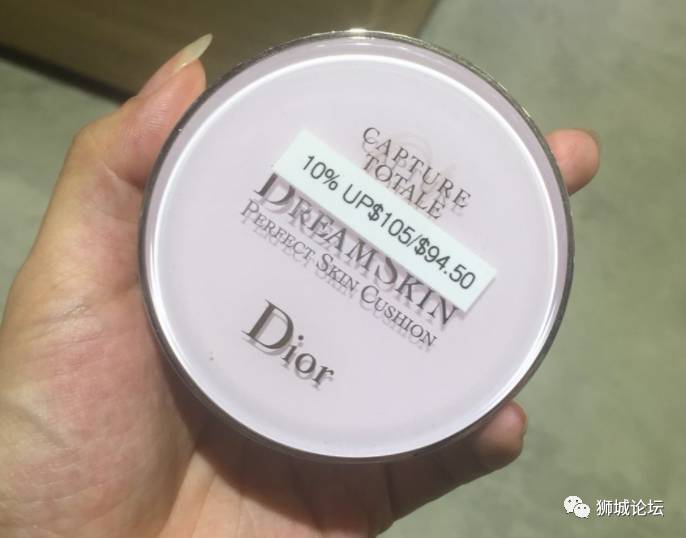 CAPTURE
TOTALE
10% UP$105/$94.50
DREAMSKIN
PERFECT SKIN CUSHION
Dior
狮城论坛